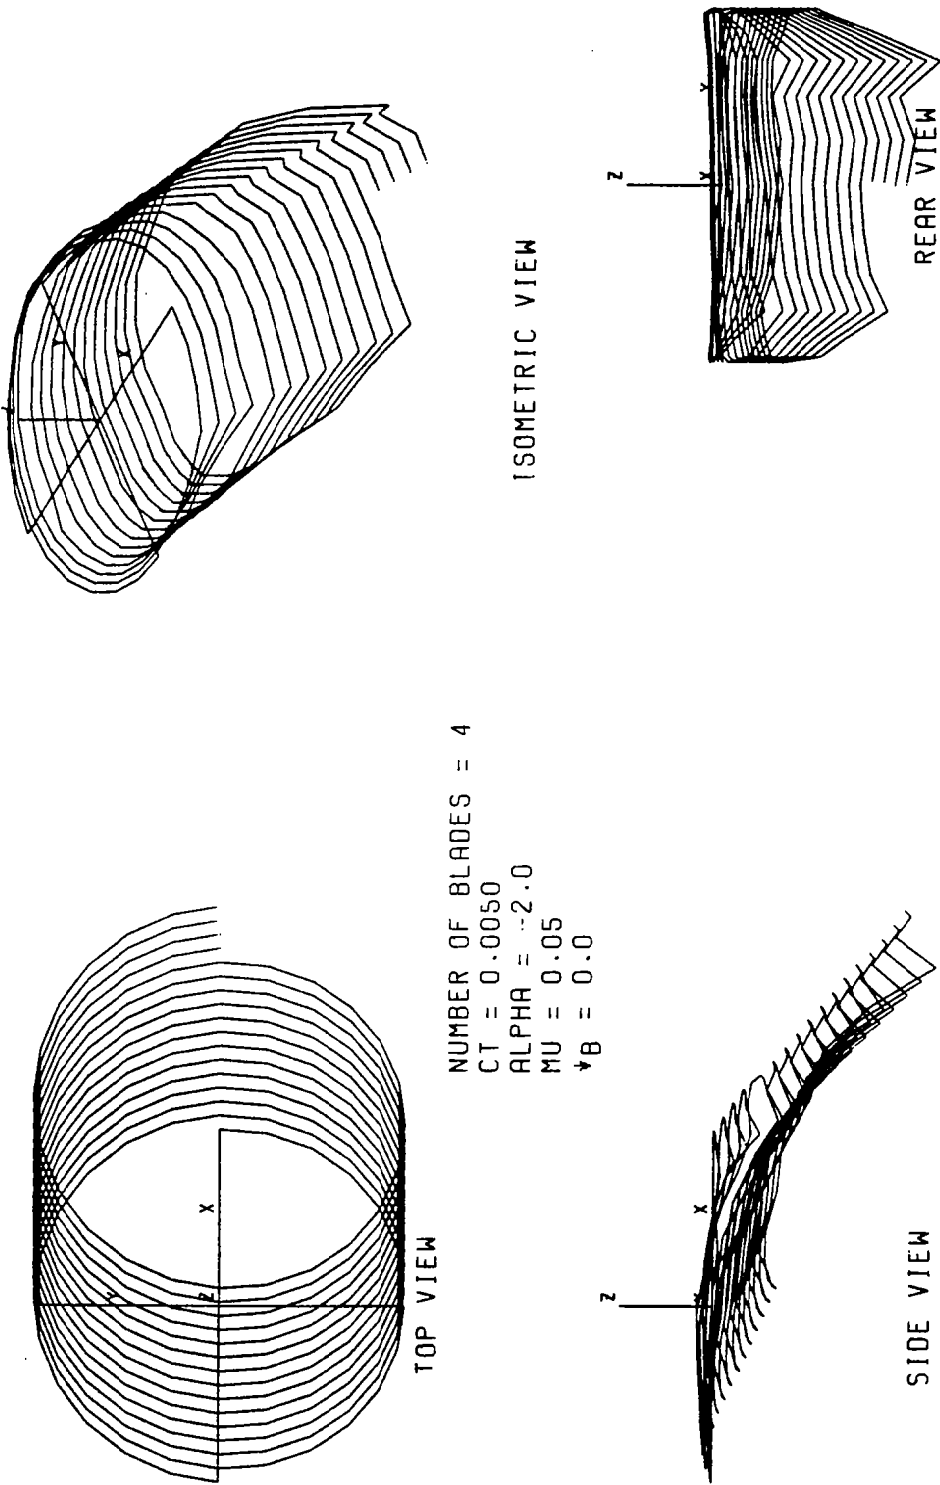 Y
Z X
TOP VIEW
Y
X
ISOMETRIC VIEW
NUMBER OF BLADES = 4
CT = 0.0050
ALPHA = -2.0
MU = 0.05
ΨB = 0.0
Z
X
SIDE VIEW
Z
X Y
REAR VIEW